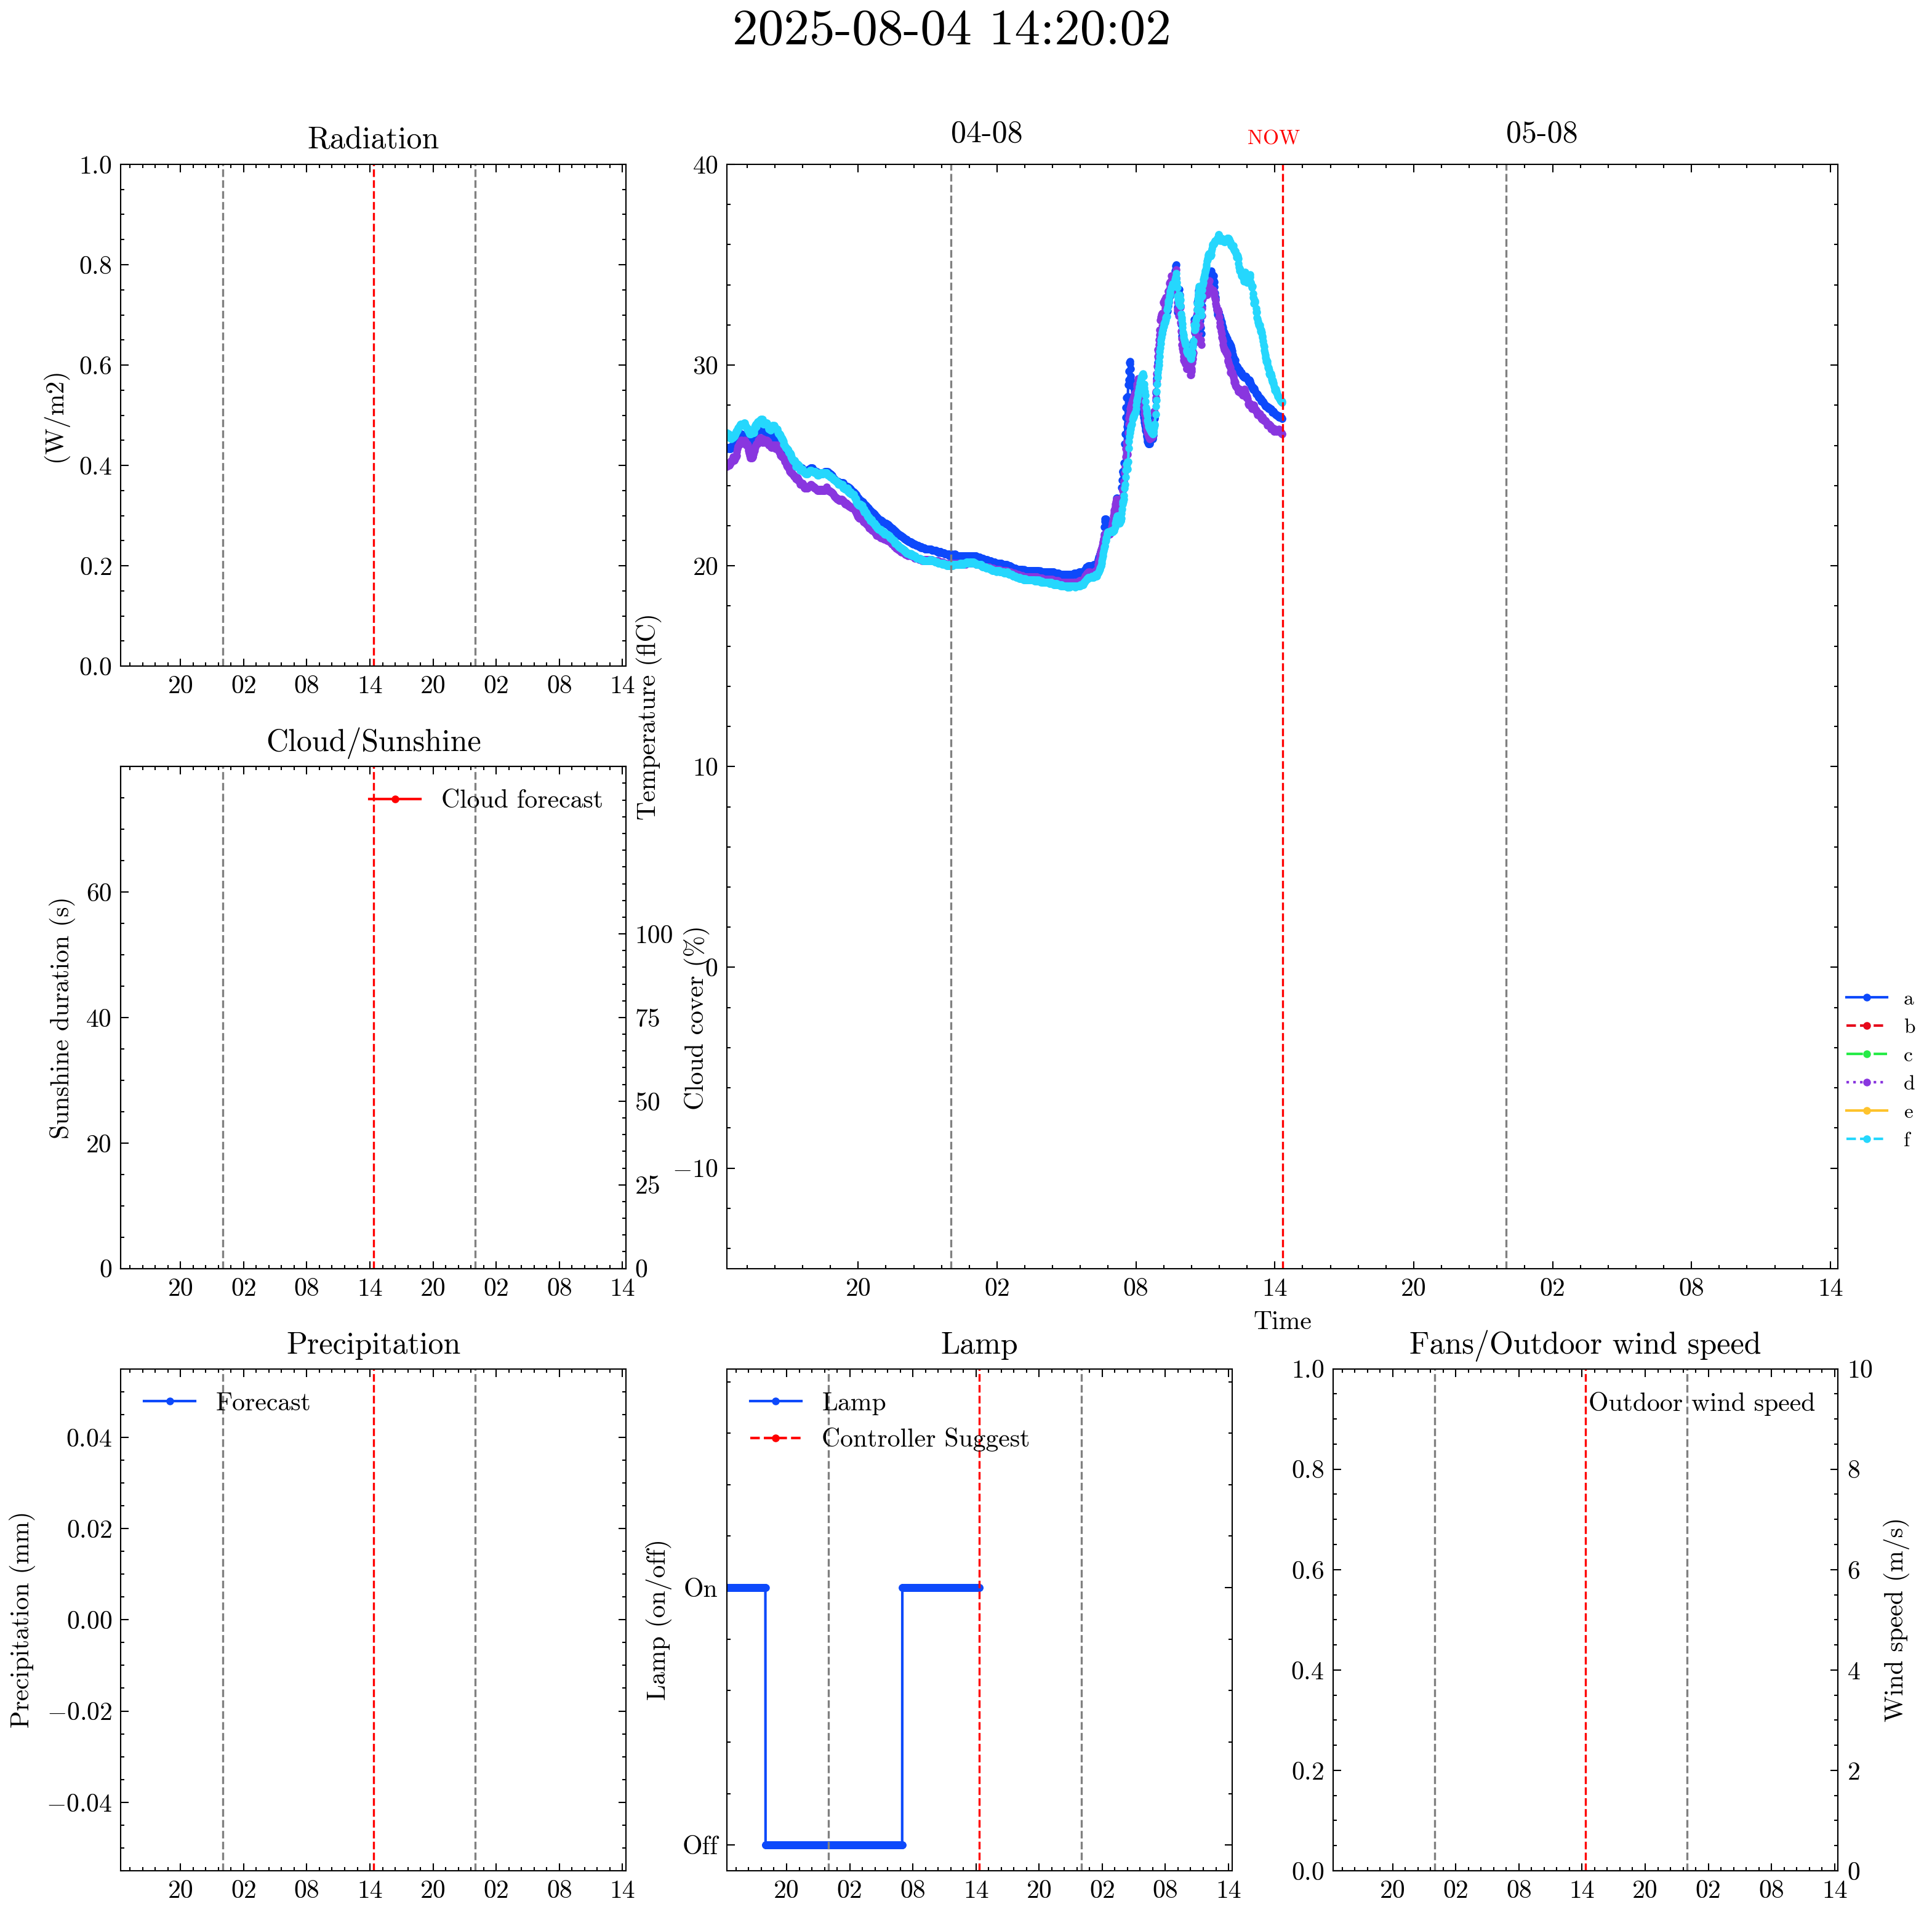 2025-08-04 14:20:02
Radiation
(W/m2)
1.0
0.8
0.6
0.4
0.2
0.0
20 02 08 14 20 02 08 14
04-08 NOW 05-08
Temperature (flC)
40
30
20
10
0
−10
20 02 08 14 20 02 08 14
Time
a
b
c
d
e
f
Cloud/Sunshine
Cloud forecast
Sunshine duration (s)
60
40
20
0
100
75
50
25
0
Cloud cover (%)
20 02 08 14 20 02 08 14
Precipitation
Forecast
Precipitation (mm)
0.04
0.02
0.00
−0.02
−0.04
20 02 08 14 20 02 08 14
Lamp
Lamp
Controller Suggest
Lamp (on/off)
On
Off
20 02 08 14 20 02 08 14
Fans/Outdoor wind speed
Outdoor wind speed
1.0
0.8
0.6
0.4
0.2
0.0
10
8
6
4
2
0
Wind speed (m/s)
20 02 08 14 20 02 08 14